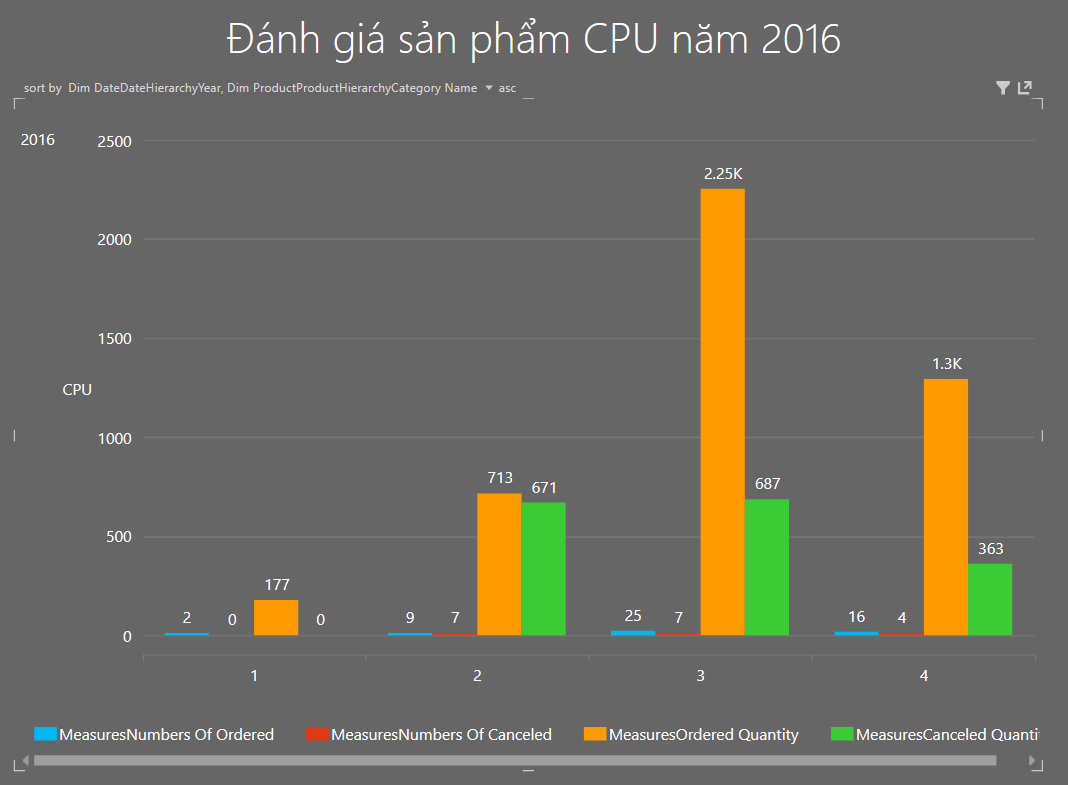 Đánh giá sản phẩm CPU năm 2016
sort by Dim DateDateHierarchyYear, Dim ProductProductHierarchyCategory Name asc
2016
2500
2000
1500
CPU
1000
500
0
2 0 177 0
9 7 713 671
25 7 2.25K 687
16 4 1.3K 363
1 2 3 4
MeasuresNumbers Of Ordered MeasuresNumbers Of Canceled MeasuresOrdered Quantity MeasuresCanceled Quanti